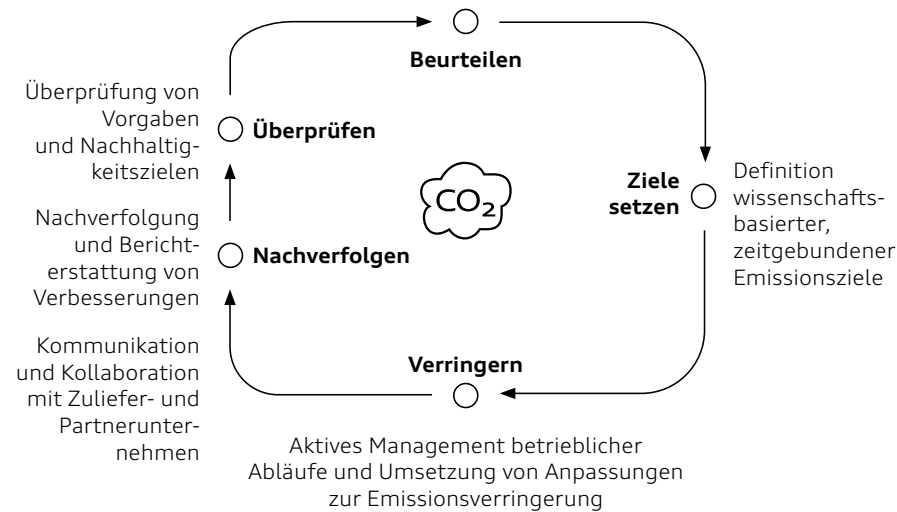 Beurteilen
Überprüfung von
Vorgaben
und Nachhaltig-
keitszielen
Überprüfen
CO₂
Ziele
setzen
Definition
wissenschafts-
basierter,
zeitgebundener
Emissionsziele
Nachverfolgung
und Bericht-
erstattung von
Verbesserungen
Nachverfolgen
Kommunikation
und Kollaboration
mit Zuliefer- und
Partnerunter-
nehmen
Verringern
Aktives Management betrieblicher
Abläufe und Umsetzung von Anpassungen
zur Emissionsverringerung